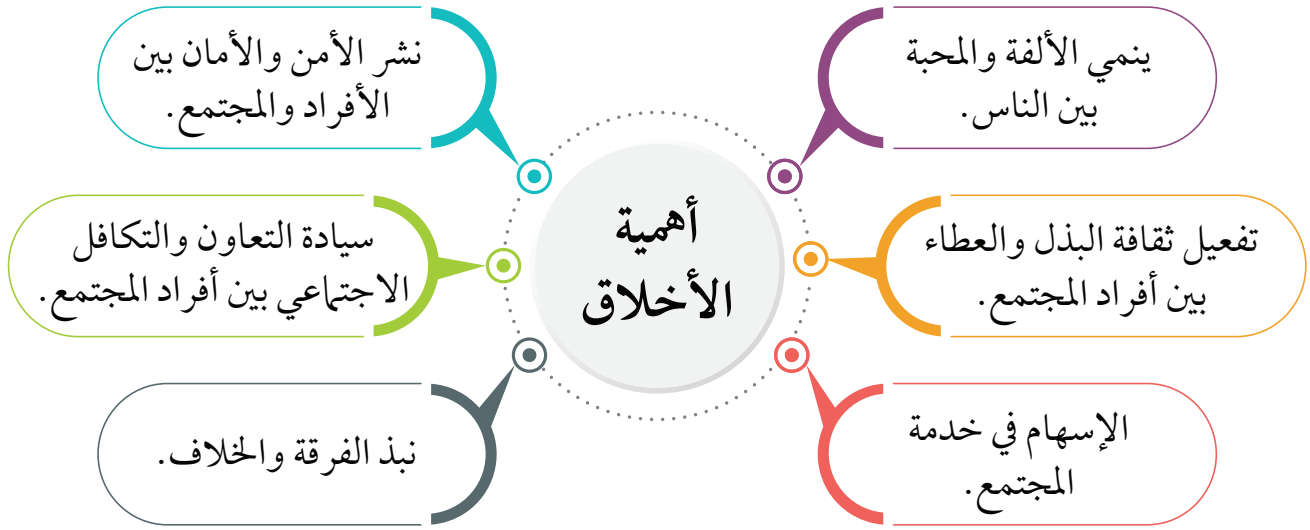 أهمية
الأخلاق
ينمي الألفة والمحبة
بين الناس.
تفعيل ثقافة البذل والعطاء
بين أفراد المجتمع.
الإسهام في خدمة
المجتمع.
نشر الأمن والأمان بين
الأفراد والمجتمع.
سيادة التعاون والتكافل
الاجتماعي بين أفراد المجتمع.
نبذ الفرقة والخلاف.